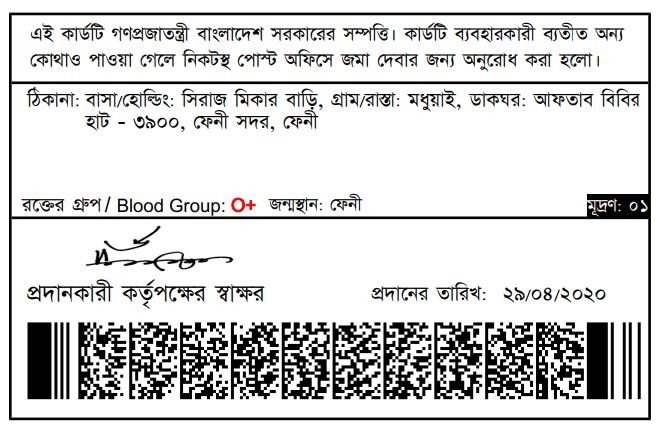 এই কার্ডটি গণপ্রজাতন্ত্রী বাংলাদেশ সরকারের সম্পত্তি। কার্ডটি ব্যবহারকারী ব্যতীত অন্য
কোথাও পাওয়া গেলে নিকটস্থ পোস্ট অফিসে জমা দেবার জন্য অনুরোধ করা হলো।
ঠিকানা: বাসা/হোল্ডিং: সিরাজ মিকার বাড়ি, গ্রাম/রাস্তা: মধুয়াই, ডাকঘর: আফতাব বিবির
হাট - ৩৯০০, ফেনী সদর, ফেনী
রক্তের গ্রুপ / Blood Group: O+ জন্মস্থান: ফেনী মূদ্রণ: ০১
প্রদানকারী কর্তৃপক্ষের স্বাক্ষর প্রদানের তারিখ: ২৯/০৪/২০২০